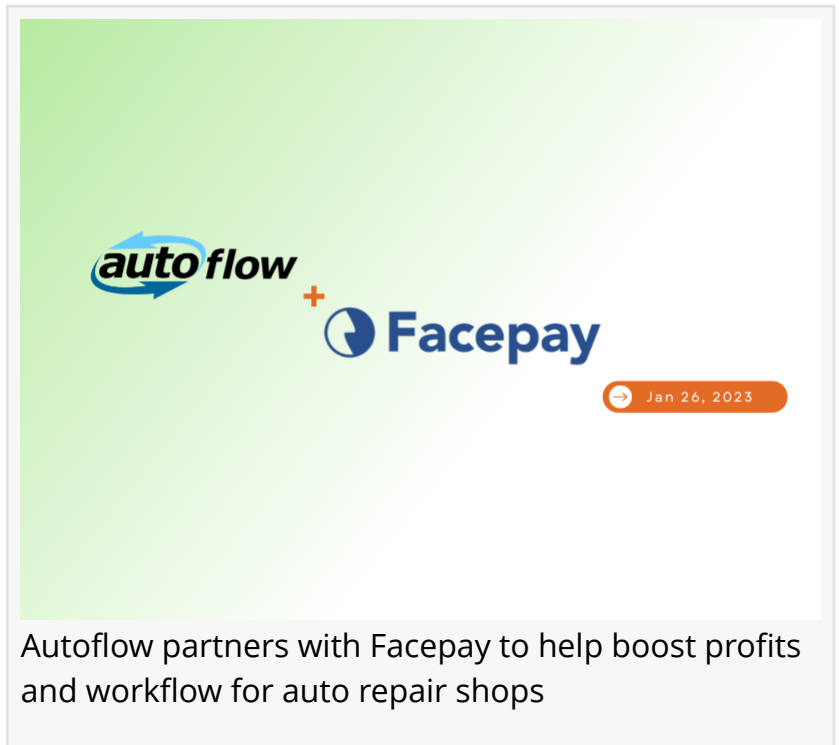 autoflow
+
Facepay
Jan 26, 2023
Autoflow partners with Facepay to help boost profits
and workflow for auto repair shops